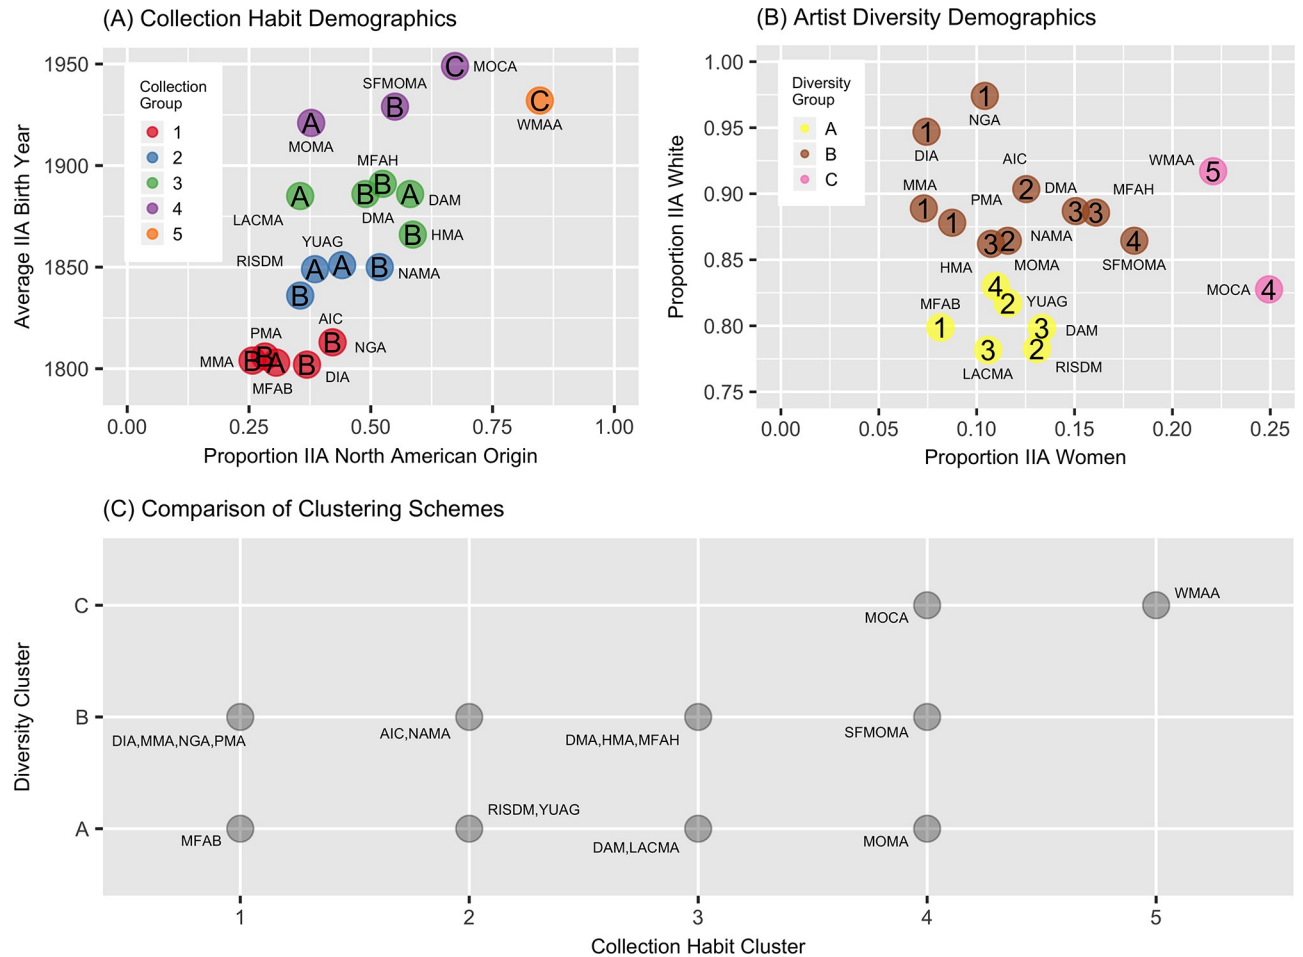 (A) Collection Habit Demographics
1950
1900
1850
1800
Average IIA Birth Year
Collection
Group
1
2
3
4
5
C MOCA
SFMOMA
B
C
WMAA
A
MOMA
MFAH
B
B
A
A
DAM
LACMA
DMA
B HMA
YUAG
RISDM
A
A
B
NAMA
B
AIC
PMA
B
NGA
MMA B
B
A
B
DIA
MFAB
0.00
0.25
0.50
0.75
1.00
Proportion IIA North American Origin
(B) Artist Diversity Demographics
1.00
0.95
0.90
0.85
0.80
0.75
Proportion IIA White
Diversity
Group
A
B
C
1
NGA
1
DIA
AIC
WMAA
5
MMA
2
DMA
MFAH
PMA
1
3
3
1
NAMA
3
2
4
HMA
MOMA
SFMOMA
4
MOCA 4
MFAB
2
YUAG
1
3
DAM
3
2
LACMA
RISDM
0.00
0.05
0.10
0.15
0.20
0.25
Proportion IIA Women
(C) Comparison of Clustering Schemes
C
B
A
Diversity Cluster
WMAA
MOCA
DIA,MMA,NGA,PMA
AIC,NAMA
DMA,HMA,MFAH
SFMOMA
MFAB
RISDM,YUAG
DAM,LACMA
MOMA
1
2
3
4
5
Collection Habit Cluster